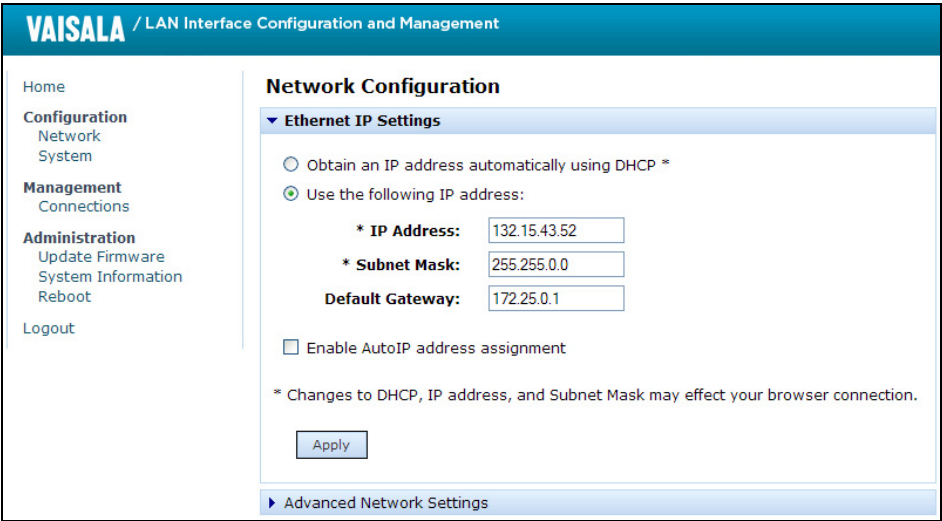 VAISALA / LAN Interface Configuration and Management
Home
Configuration
Network
System
Management
Connections
Administration
Update Firmware
System Information
Reboot
Logout
Network Configuration
Ethernet IP Settings
Obtain an IP address automatically using DHCP *
Use the following IP address:
* IP Address: 132.15.43.52
* Subnet Mask: 255.255.0.0
Default Gateway: 172.25.0.1
Enable AutoIP address assignment
* Changes to DHCP, IP address, and Subnet Mask may effect your browser connection.
Apply
Advanced Network Settings